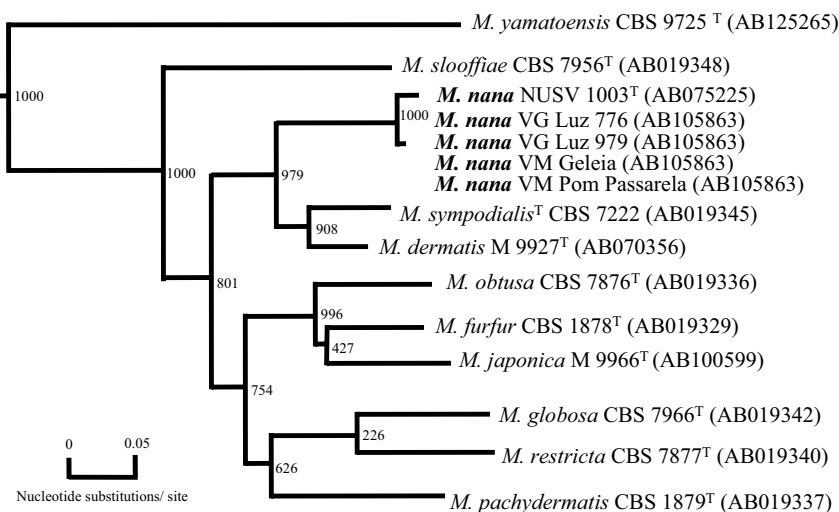 M. yamatoensis CBS 9725 T (AB125265)
M. slooffiae CBS 7956T (AB019348)
1000
M. nana NUSV 1003T (AB075225)
1000
M. nana VG Luz 776 (AB105863)
M. nana VG Luz 979 (AB105863)
M. nana VM Geleia (AB105863)
1000
979
M. nana VM Pom Passarela (AB105863)
M. sympodialisT CBS 7222 (AB019345)
908
M. dermatis M 9927T (AB070356)
801
M. obtusa CBS 7876T (AB019336)
996
M. furfur CBS 1878T (AB019329)
427
M. japonica M 9966T (AB100599)
754
M. globosa CBS 7966T (AB019342)
226
0 0.05
M. restricta CBS 7877T (AB019340)
626
Nucleotide substitutions/ site
M. pachydermatis CBS 1879T (AB019337)